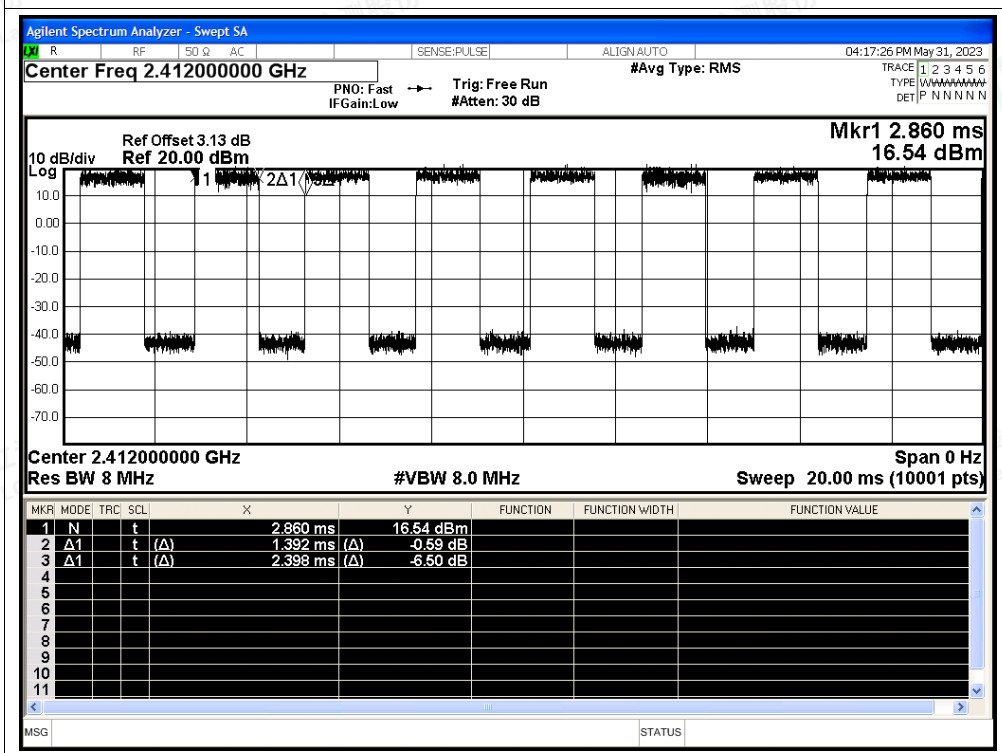 Agilent Spectrum Analyzer - Swept SA
LXI R RF 50 Ω AC SENSE:PULSE ALIGN AUTO 04:17:26 PM May 31, 2023
Center Freq 2.412000000 GHz #Avg Type: RMS TRACE 1 2 3 4 5 6
PNO: Fast Trig: Free Run TYPE WWWWWW
IFGain:Low #Atten: 30 dB DET P N N N N N
Mkr1 2.860 ms
Ref Offset 3.13 dB
10 dB/div Ref 20.00 dBm 16.54 dBm
Log
1 2Δ1 3Δ1
10.0
0.00
-10.0
-20.0
-30.0
-40.0
-50.0
-60.0
-70.0
Center 2.412000000 GHz Span 0 Hz
Res BW 8 MHz #VBW 8.0 MHz Sweep 20.00 ms (10001 pts)
MKR MODE TRC SCL X Y FUNCTION FUNCTION WIDTH FUNCTION VALUE
1 N t 2.860 ms 16.54 dBm
2 Δ1 t (Δ) 1.392 ms (Δ) -0.59 dB
3 Δ1 t (Δ) 2.398 ms (Δ) -6.50 dB
4
5
6
7
8
9
10
11
MSG STATUS